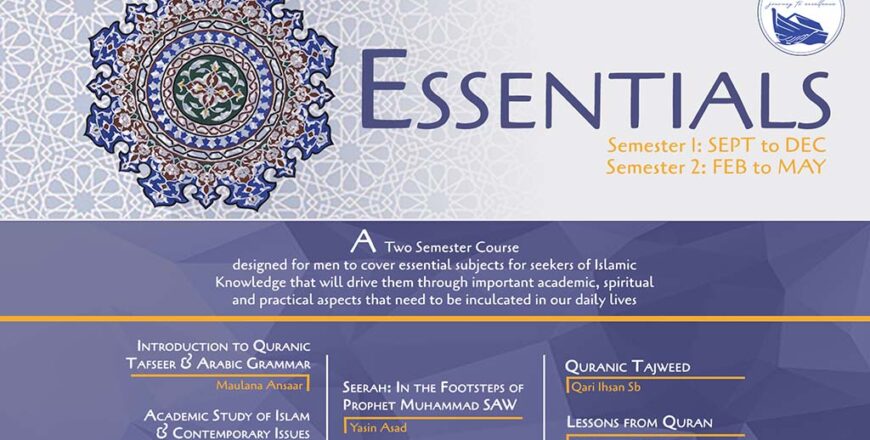 journey to excellence
ESSENTIALS
Semester 1: SEPT to DEC
Semester 2: FEB to MAY
A Two Semester Course
designed for men to cover essential subjects for seekers of Islamic
Knowledge that will drive them through important academic, spiritual
and practical aspects that need to be inculcated in our daily lives
INTRODUCTION TO QURANIC
TAFSEER & ARABIC GRAMMAR
Maulana Ansaar
ACADEMIC STUDY OF ISLAM
& CONTEMPORARY ISSUES
SEERAH: IN THE FOOTSTEPS OF
PROPHET MUHAMMAD SAW
Yasin Asad
QURANIC TAJWEED
Qari Ihsan Sb
LESSONS FROM QURAN